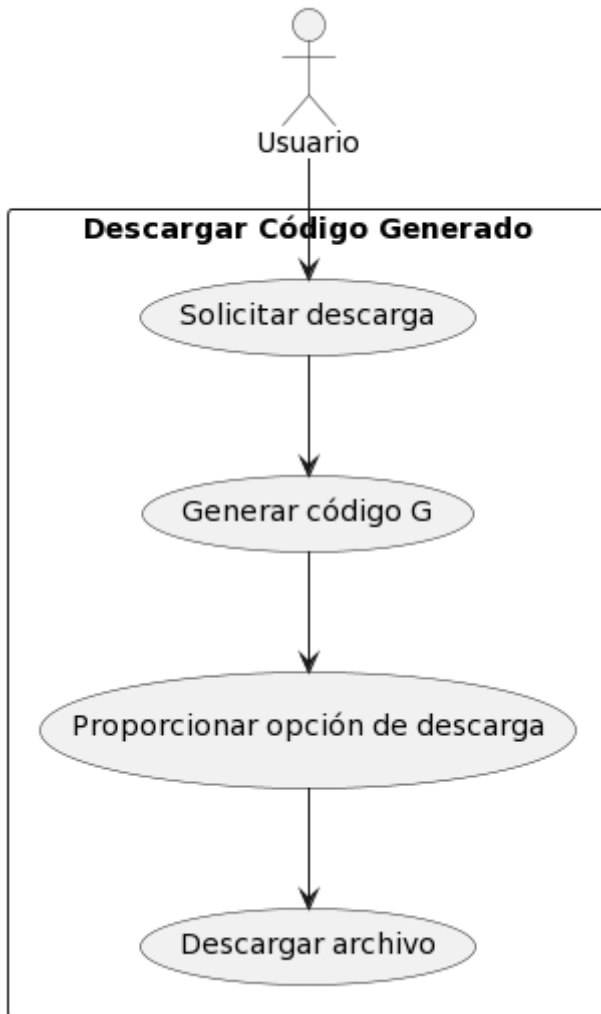 Usuario
Descargar Código Generado
Solicitar descarga
Generar código G
Proporcionar opción de descarga
Descargar archivo